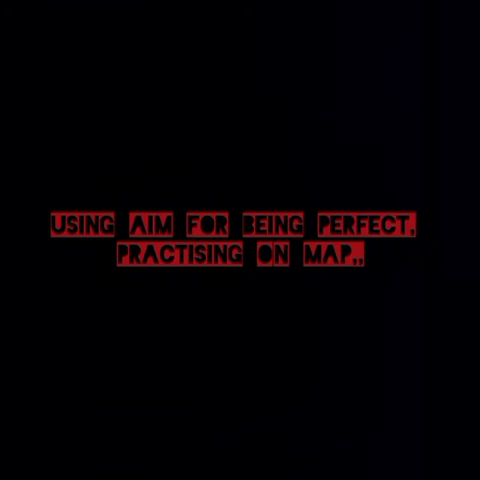 USING AIM FOR BEING PERFECT,
PRACTISING ON MAP,,